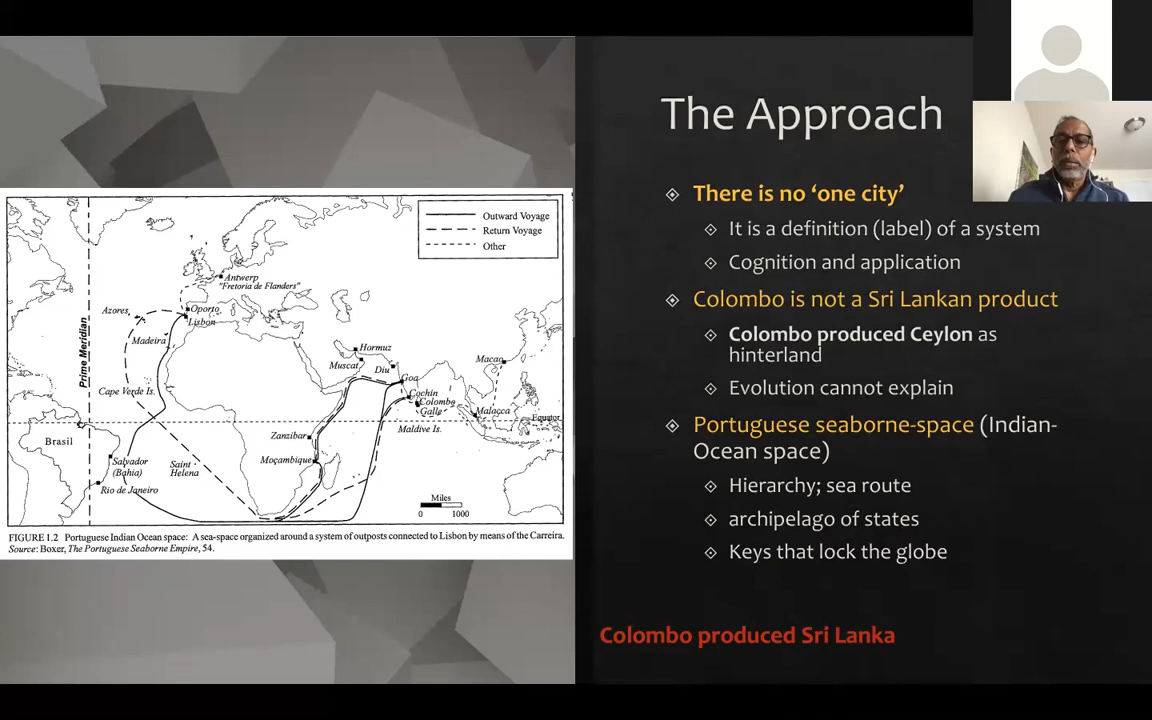 The Approach
There is no ‘one city’
It is a definition (label) of a system
Cognition and application
Colombo is not a Sri Lankan product
Colombo produced Ceylon as
hinterland
Evolution cannot explain
Portuguese seaborne-space (Indian-
Ocean space)
Hierarchy; sea route
archipelago of states
Keys that lock the globe
Colombo produced Sri Lanka
Outward Voyage
Return Voyage
Other
Antwerp
"Fretoria de Flanders"
Azores
Oporto
Lisbon
Madeira
Prime Meridian
Hormuz
Muscat
Diu
Macao
Goa
Cape Verde Is.
Cochin
Colombo
Galle
Malacca
Equator
Maldive Is.
Brasil
Zanzibar
Salvador
(Bahia)
Saint
Helena
Moçambique
Rio de Janeiro
Miles
0 1000
FIGURE 1.2 Portuguese Indian Ocean space: A sea-space organized around a system of outposts connected to Lisbon by means of the Carreira.
Source: Boxer, The Portuguese Seaborne Empire, 54.